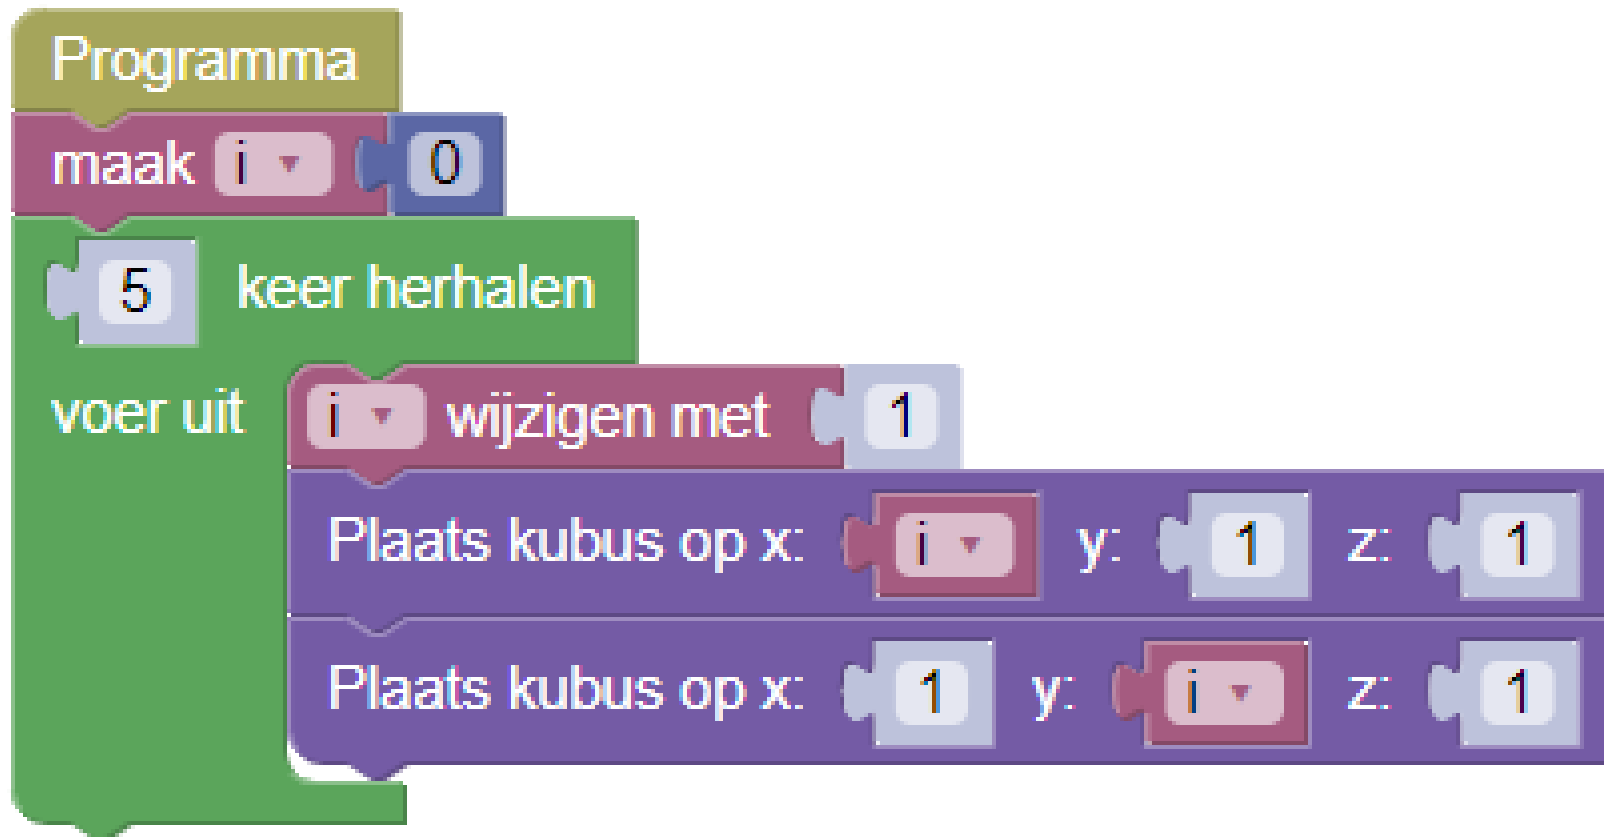 Programma
maak i 0
5 keer herhalen
voer uit i wijzigen met 1
Plaats kubus op x: i y: 1 z: 1
Plaats kubus op x: 1 y: i z: 1